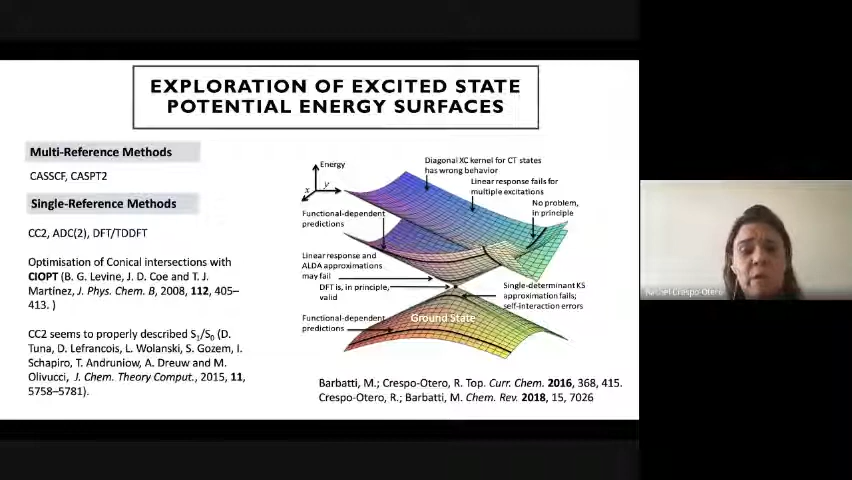 EXPLORATION OF EXCITED STATE
POTENTIAL ENERGY SURFACES
Multi-Reference Methods
CASSCF, CASPT2
Single-Reference Methods
CC2, ADC(2), DFT/TDDFT
Optimisation of Conical intersections with
CIOPT (B. G. Levine, J. D. Coe and T. J.
Martínez, J. Phys. Chem. B, 2008, 112, 405–
413. )
CC2 seems to properly described S₁/S₀ (D.
Tuna, D. Lefrancois, L. Wolanski, S. Gozem, I.
Schapiro, T. Andruniow, A. Dreuw and M.
Olivucci, J. Chem. Theory Comput., 2015, 11,
5758–5781).
Energy
y
x
Diagonal XC kernel for CT states
has wrong behavior
Linear response fails for
multiple excitations
No problem,
in principle
Functional-dependent
predictions
Linear response and
ALDA approximations
may fail
DFT is, in principle,
valid
Single-determinant KS
approximation fails;
self-interaction errors
Functional-dependent
predictions
Ground State
Barbatti, M.; Crespo-Otero, R. Top. Curr. Chem. 2016, 368, 415.
Crespo-Otero, R.; Barbatti, M. Chem. Rev. 2018, 15, 7026
Rachel Crespo-Otero